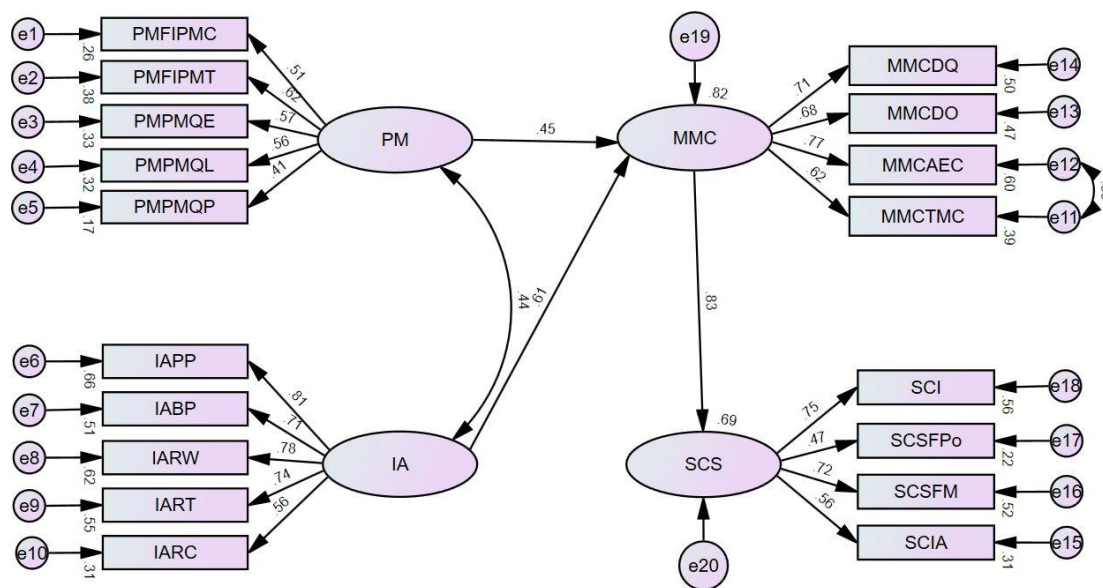 e1
PMFIPMC
.26
.51
e2
PMFIPMT
.38
.62
e3
PMPMQE
.33
.57
e4
PMPMQL
.32
.56
e5
PMPMQP
.17
.41
PM
.45
e19
.82
MMC
.71
MMCDQ
.50
e14
.68
MMCDO
.47
e13
.77
MMCAEC
.60
e12
.62
MMCTMC
.39
e11
.44
.61
.83
e6
IAPP
.66
.81
e7
IABP
.51
.71
e8
IARW
.62
.78
e9
IART
.55
.74
e10
IARC
.31
.56
IA
.69
SCS
e20
.75
SCI
.56
e18
.47
SCSFPo
.22
e17
.72
SCSFM
.52
e16
.56
SCIA
.31
e15